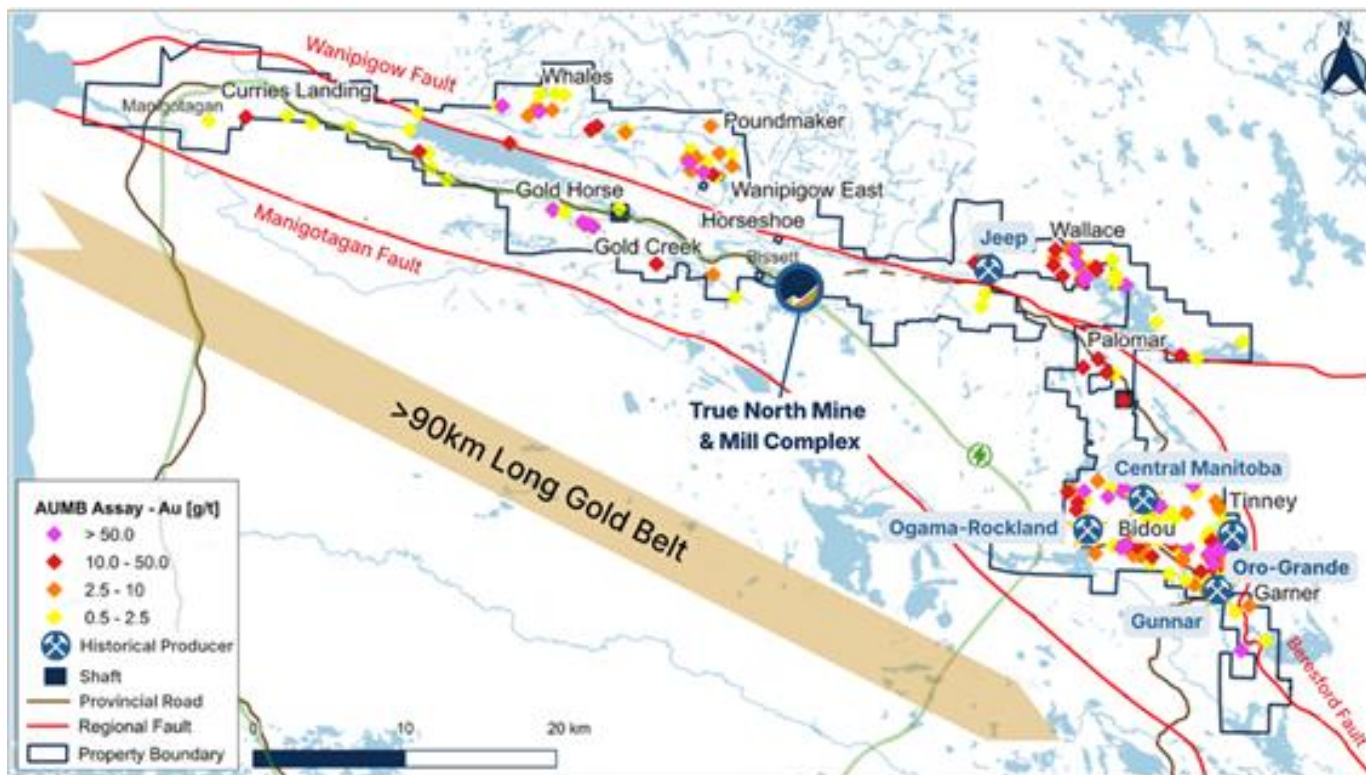 N
Wanipigow Fault
Whales
Curries Landing
Manigotagan
Poundmaker
Wanipigow East
Gold Horse
Horseshoe
Manigotagan Fault
Gold Creek
Bissett
Jeep
Wallace
Palomar
True North Mine
& Mill Complex
>90km Long Gold Belt
Central Manitoba
Tinney
Ogama-Rockland
Bidou
Oro-Grande
Garner
Gunnar
Beresford Fault
AUMB Assay - Au [g/t]
> 50.0
10.0 - 50.0
2.5 - 10
0.5 - 2.5
Historical Producer
Shaft
Provincial Road
Regional Fault
Property Boundary
0 10 20 km